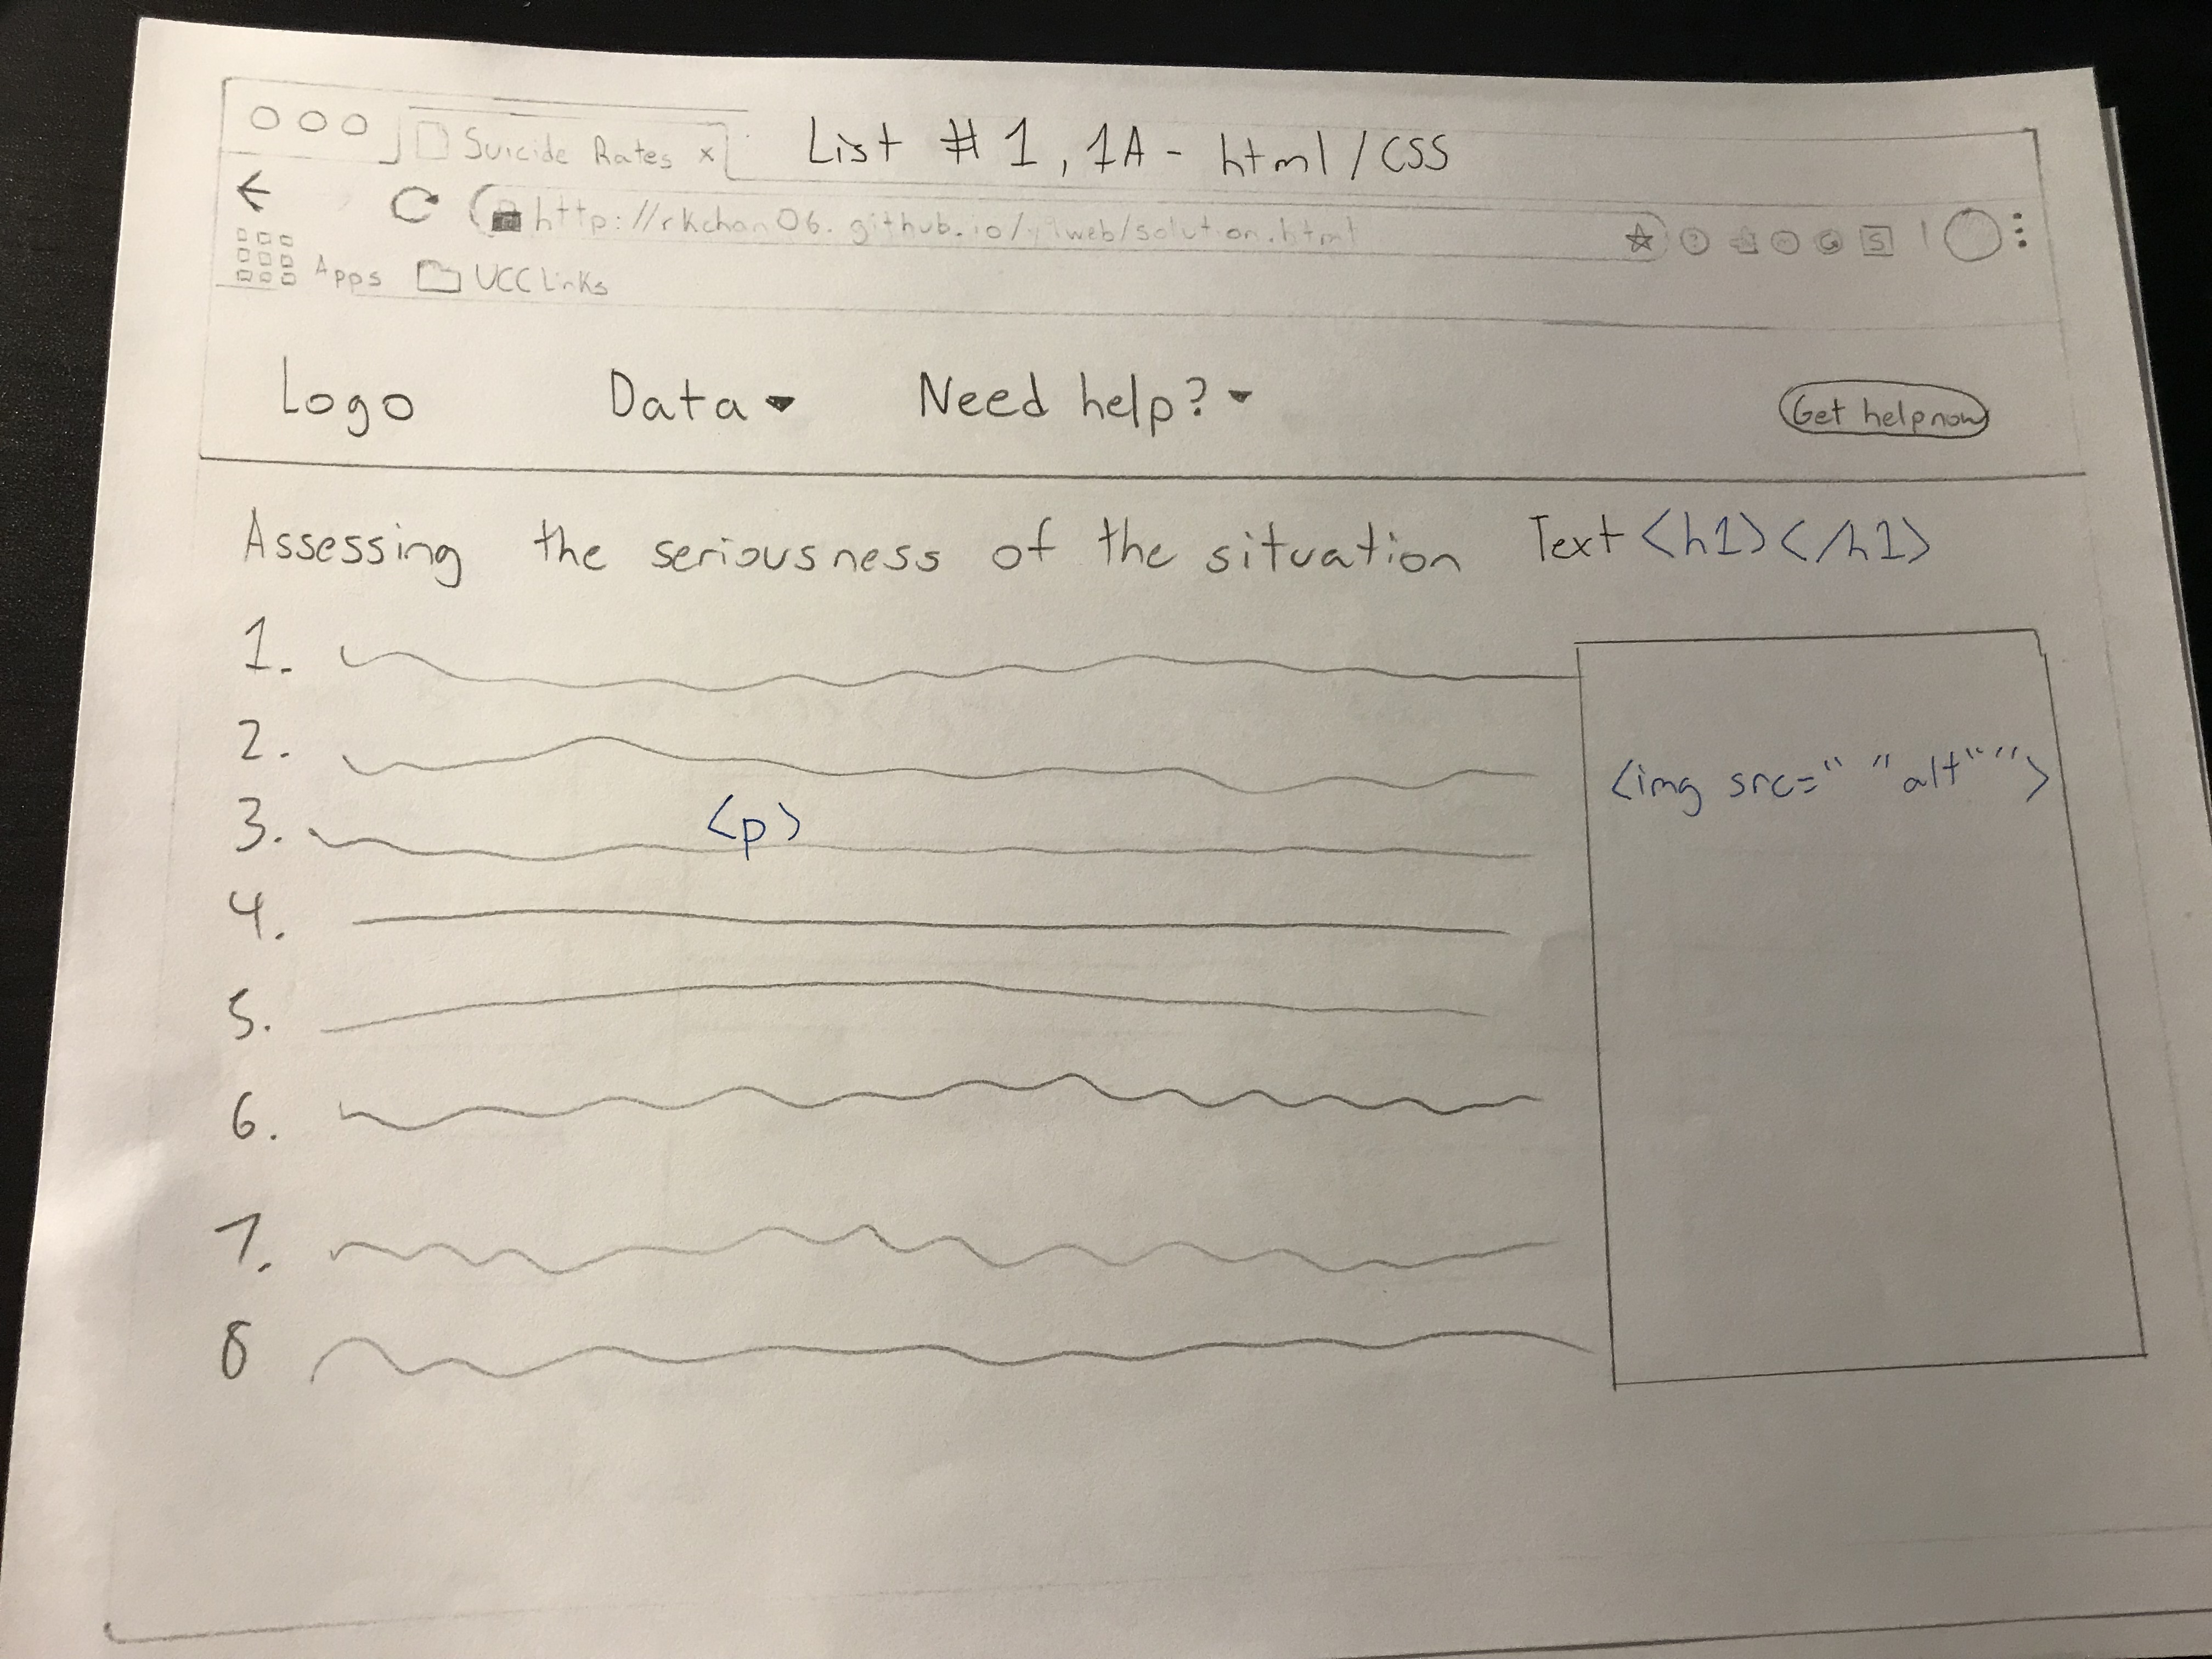 List #1, 1A - html/css
Suicide Rates x
http://rkchan06.github.io/
web/solution.html
Apps UCC Links
Logo Data Need help? Get help now
Assessing the seriousness of the situation Text <h1></h1>
1.
2.
3. <p>
4.
5.
6.
7.
8
<img src=" " alt" ">